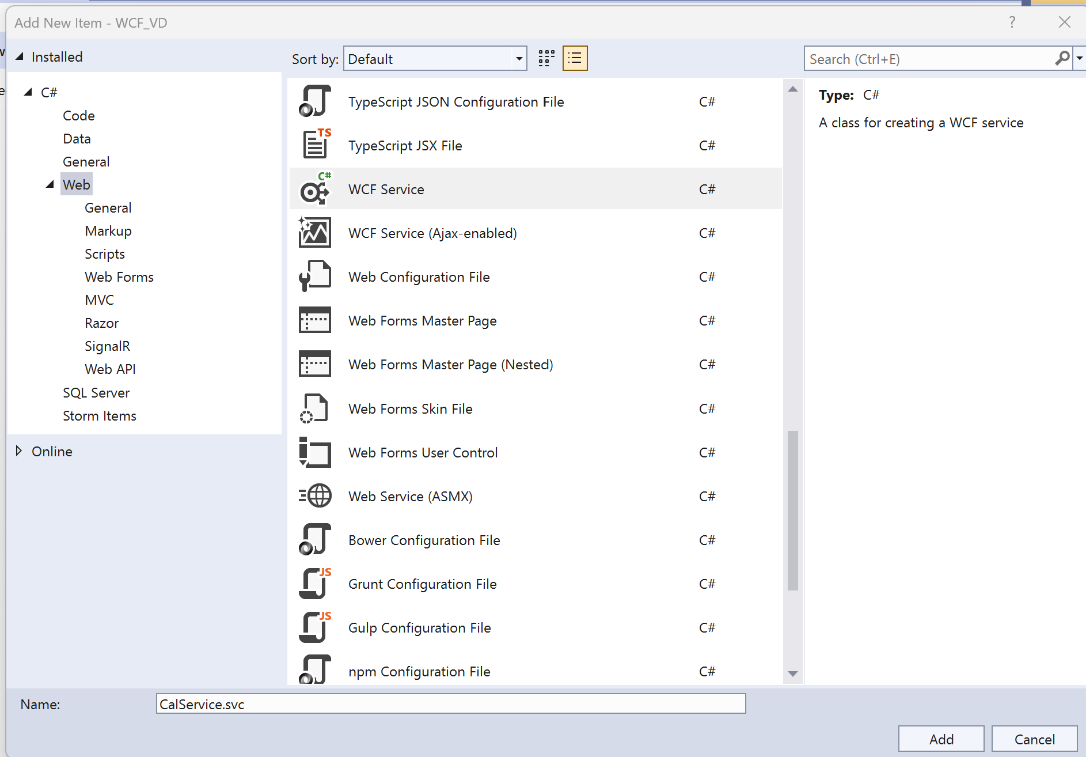 Add New Item - WCF_VD
?
Installed
Sort by: Default
Search (Ctrl+E)
C#
Code
Data
General
Web
General
Markup
Scripts
Web Forms
MVC
Razor
SignalR
Web API
SQL Server
Storm Items
Online
TypeScript JSON Configuration File C#
TS
TypeScript JSX File C#
C#
WCF Service C#
WCF Service (Ajax-enabled) C#
Web Configuration File C#
Web Forms Master Page C#
Web Forms Master Page (Nested) C#
Web Forms Skin File C#
Web Forms User Control C#
Web Service (ASMX) C#
Bower Configuration File C#
JS
Grunt Configuration File C#
JS
Gulp Configuration File C#
npm Configuration File C#
Type: C#
A class for creating a WCF service
Name: CalService.svc
Add Cancel